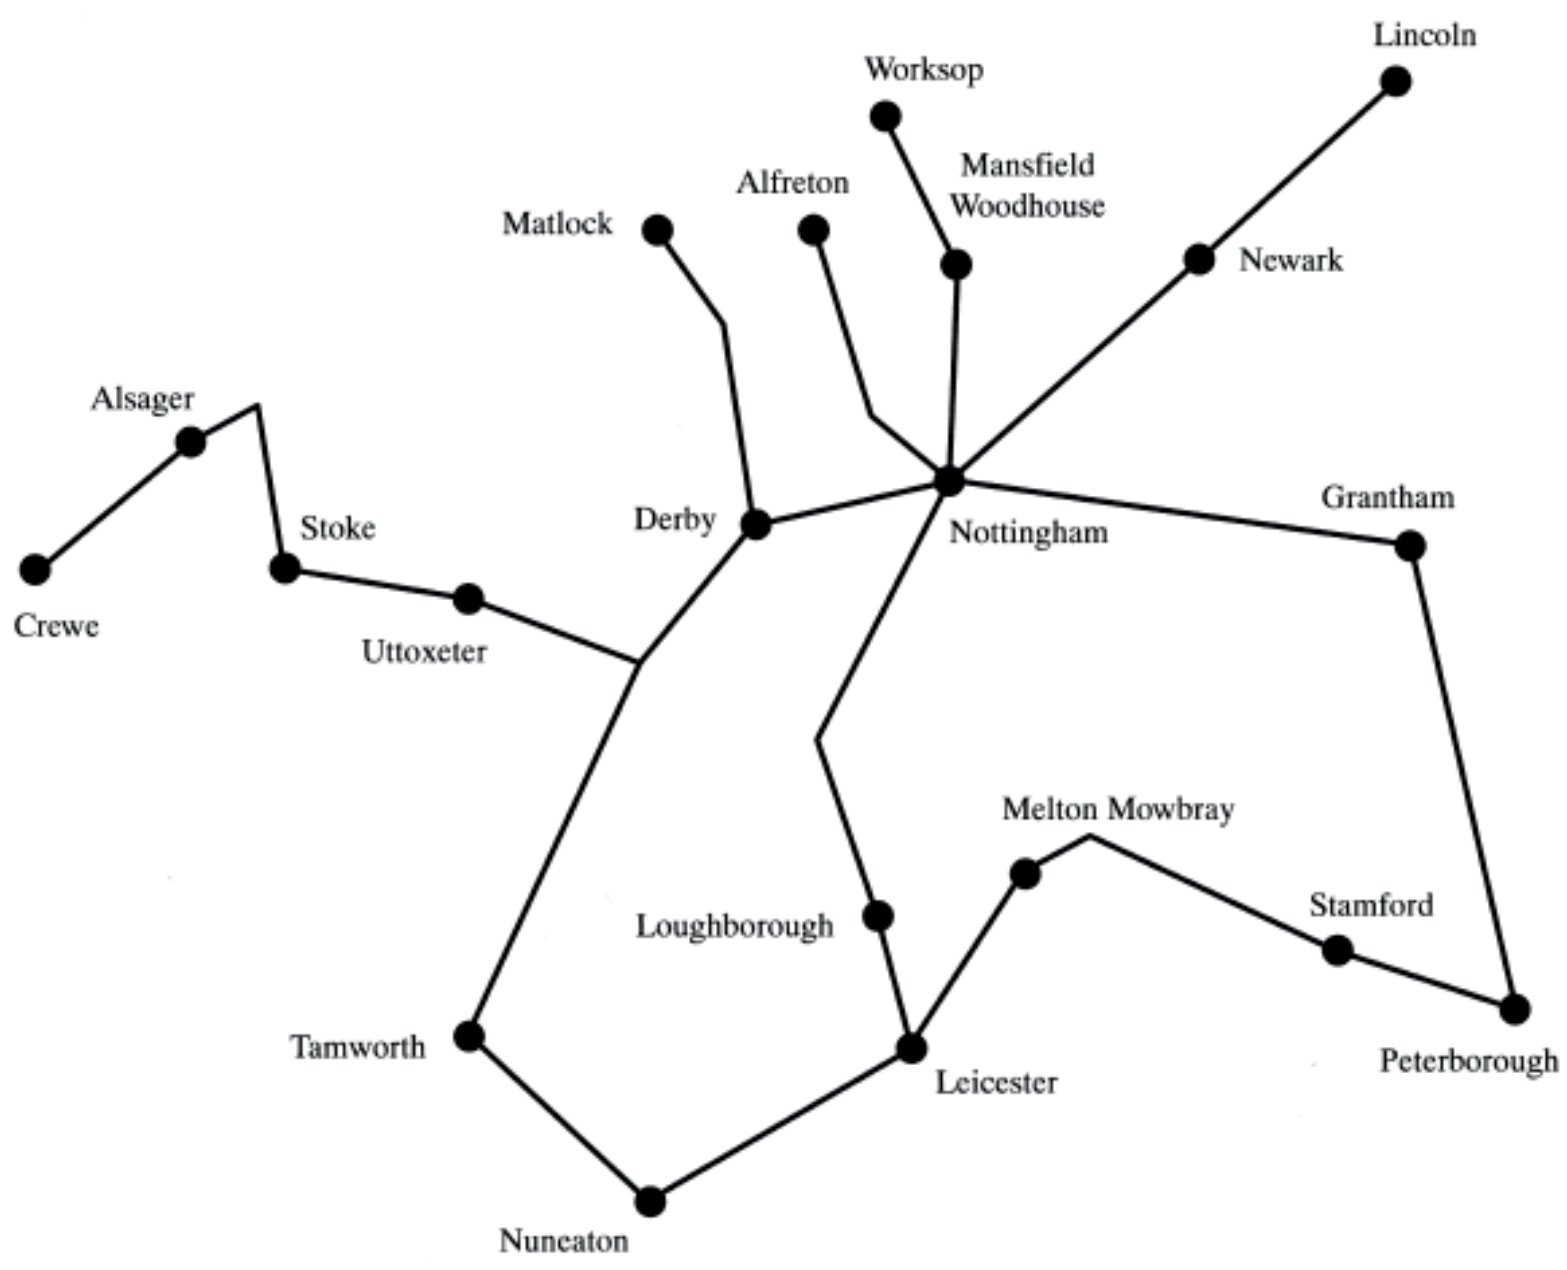 Lincoln
Worksop
Mansfield
Woodhouse
Alfreton
Matlock
Newark
Alsager
Grantham
Stoke
Derby
Nottingham
Crewe
Uttoxeter
Melton Mowbray
Stamford
Loughborough
Tamworth
Peterborough
Leicester
Nuneaton